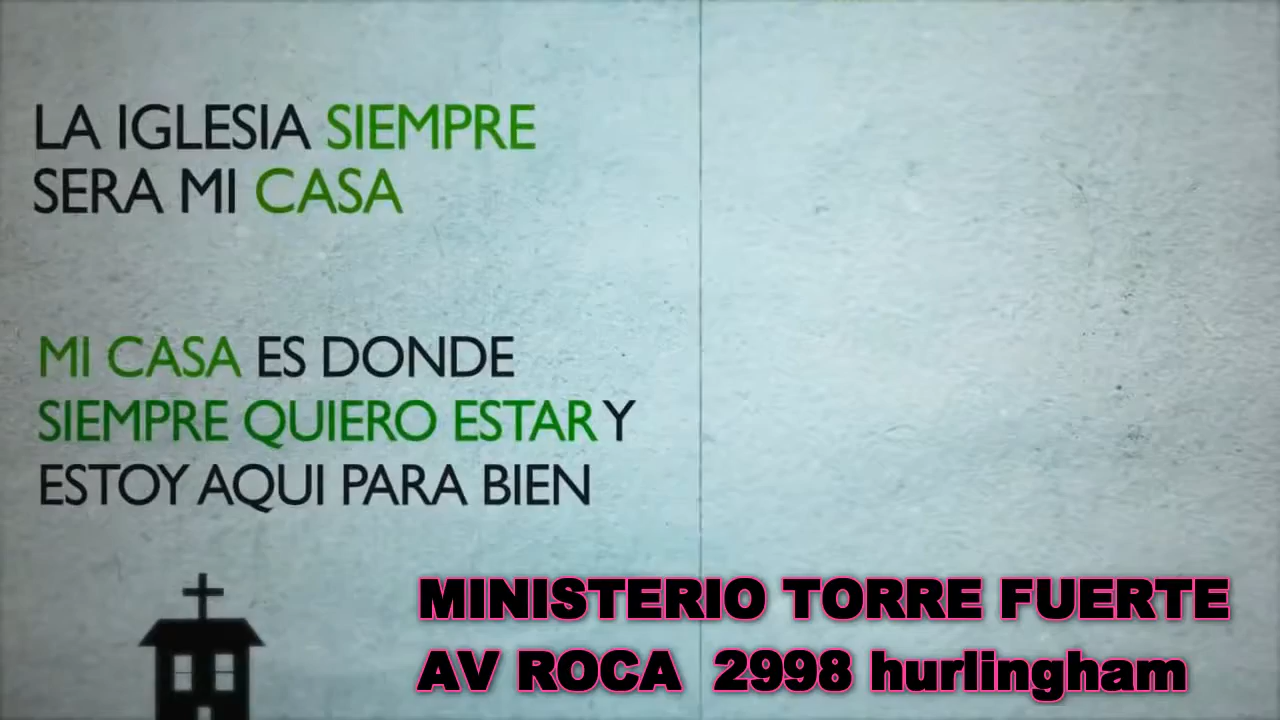 LA IGLESIA SIEMPRE
SERA MI CASA
MI CASA ES DONDE
SIEMPRE QUIERO ESTAR Y
ESTOY AQUI PARA BIEN
MINISTERIO TORRE FUERTE
AV ROCA 2998 hurlingham